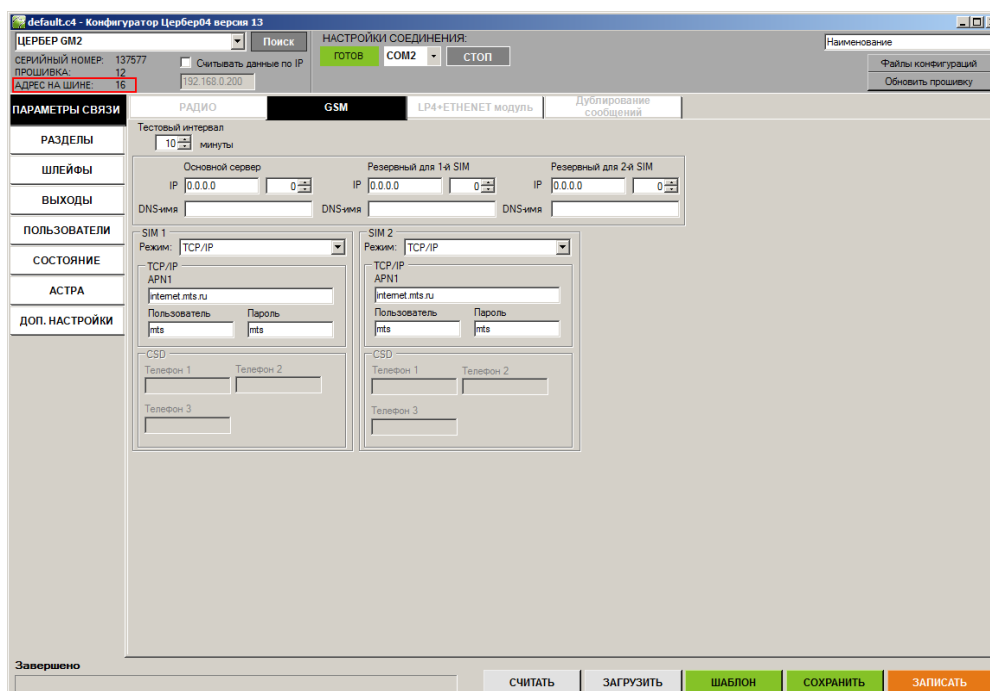 default.c4 - Конфигуратор Цербер04 версия 13
ЦЕРБЕР GM2
Поиск
НАСТРОЙКИ СОЕДИНЕНИЯ:
ГОТОВ COM2 СТОП
Наименование
СЕРИЙНЫЙ НОМЕР: 137577
ПРОШИВКА: 12
АДРЕС НА ШИНЕ: 16
Считывать данные по IP
192.168.0.200
Файлы конфигураций
Обновить прошивку
ПАРАМЕТРЫ СВЯЗИ
РАЗДЕЛЫ
ШЛЕЙФЫ
ВЫХОДЫ
ПОЛЬЗОВАТЕЛИ
СОСТОЯНИЕ
АСТРА
ДОП. НАСТРОЙКИ
РАДИО
GSM
LP4+ETHENET модуль
Дублирование
сообщений
Тестовый интервал
10 минуты
Основной сервер Резервный для 1-й SIM Резервный для 2-й SIM
IP 0.0.0.0 0 IP 0.0.0.0 0 IP 0.0.0.0 0
DNS-имя DNS-имя DNS-имя
SIM 1
Режим: TCP/IP
TCP/IP
APN1
internet.mts.ru
Пользователь Пароль
mts mts
CSD
Телефон 1 Телефон 2
Телефон 3
SIM 2
Режим: TCP/IP
TCP/IP
APN1
internet.mts.ru
Пользователь Пароль
mts mts
CSD
Телефон 1 Телефон 2
Телефон 3
Завершено
СЧИТАТЬ ЗАГРУЗИТЬ ШАБЛОН СОХРАНИТЬ ЗАПИСАТЬ